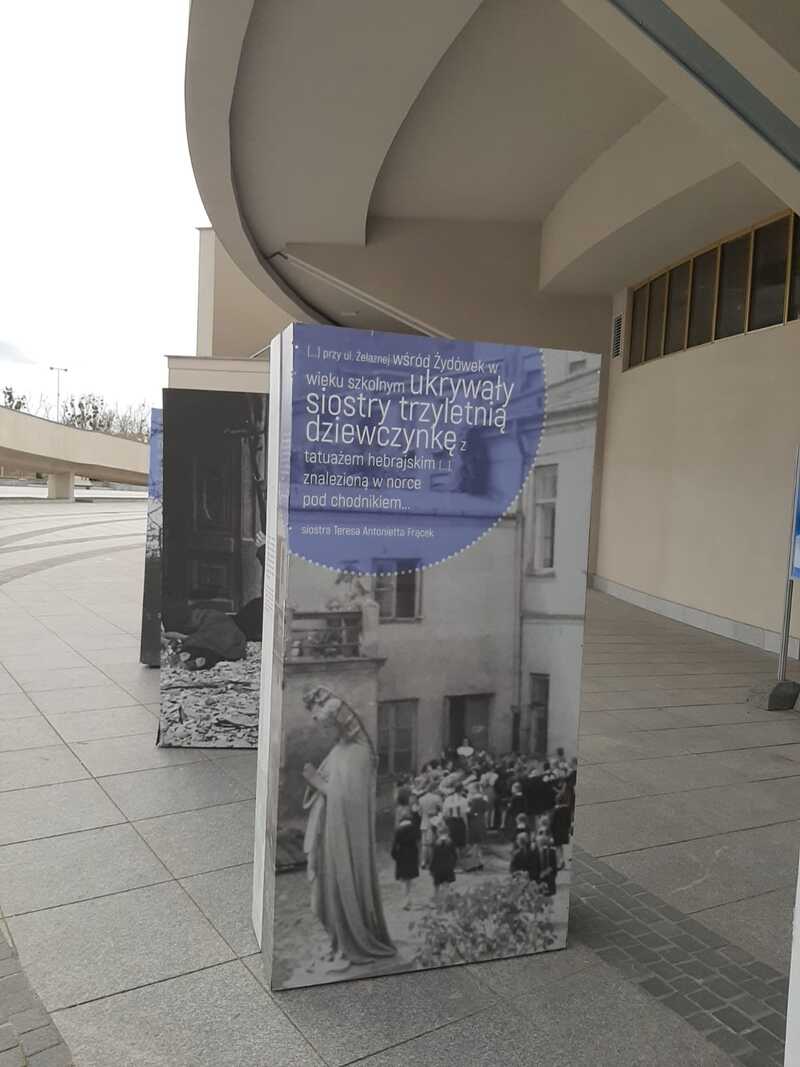 [...] przy ul. Żelaznej wśród Żydówek w
wieku szkolnym ukrywały
siostry trzyletnią
dziewczynkę z
tatuażem hebrajskim [...],
znalezioną w norce
pod chodnikiem...
siostra Teresa Antonietta Frącek